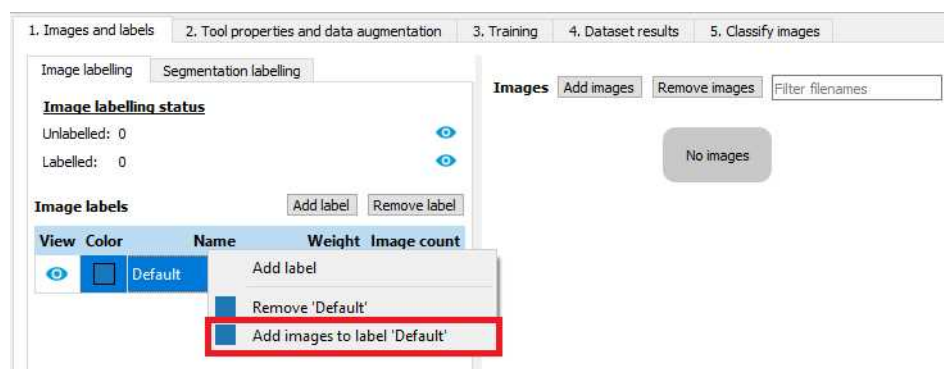 1. Images and labels 2. Tool properties and data augmentation 3. Training 4. Dataset results 5. Classify images
Image labelling Segmentation labelling
Images Add images Remove images Filter filenames
Image labelling status
Unlabelled: 0
Labelled: 0
No images
Image labels Add label Remove label
View Color Name Weight Image count
Default
Add label
Remove 'Default'
Add images to label 'Default'